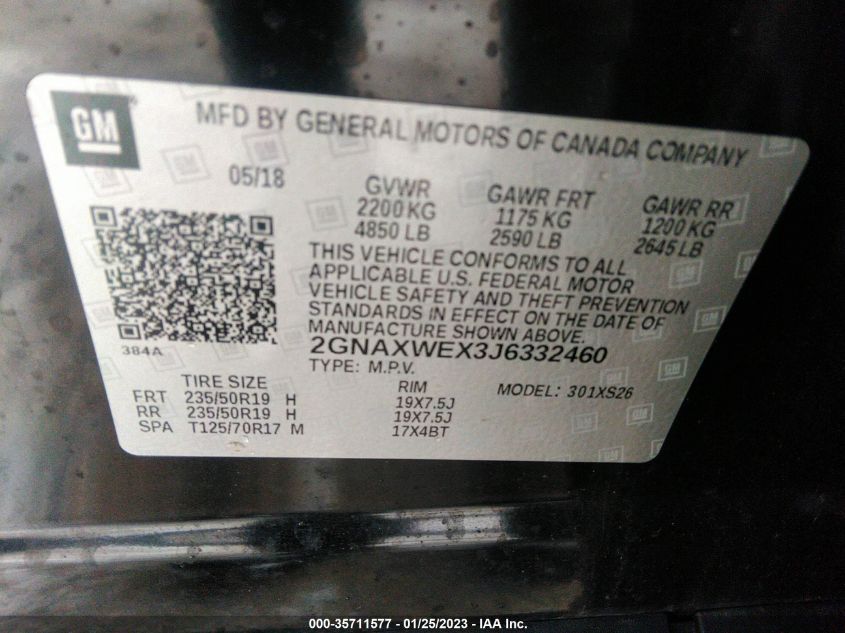 GM
MFD BY GENERAL MOTORS OF CANADA COMPANY
05/18
GVWR
2200 KG
4850 LB
GAWR FRT
1175 KG
2590 LB
GAWR RR
1200 KG
2645 LB
THIS VEHICLE CONFORMS TO ALL
APPLICABLE U.S. FEDERAL MOTOR
VEHICLE SAFETY AND THEFT PREVENTION
STANDARDS IN EFFECT ON THE DATE OF
MANUFACTURE SHOWN ABOVE.
384A
2GNAXWEX3J6332460
TYPE: M.P.V.
MODEL: 301XS26
TIRE SIZE RIM
FRT 235/50R19 H 19X7.5J
RR 235/50R19 H 19X7.5J
SPA T125/70R17 M 17X4BT
000-35711577 — 01/25/2023 — IAA Inc.